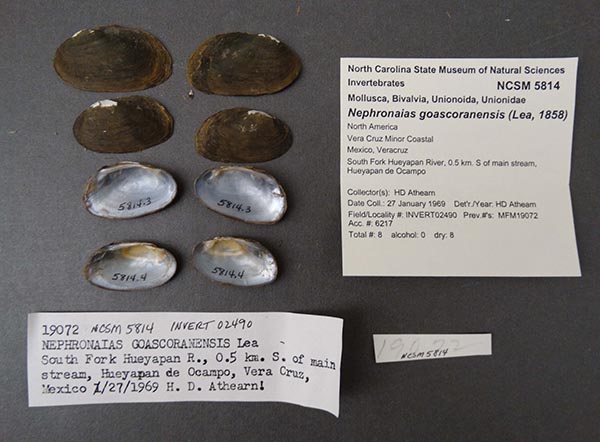 North Carolina State Museum of Natural Sciences
Invertebrates NCSM 5814
Mollusca, Bivalvia, Unionoida, Unionidae
Nephronaias goascoranensis (Lea, 1858)
North America
Vera Cruz Minor Coastal
Mexico, Veracruz
South Fork Hueyapan River, 0.5 km. S of main stream,
Hueyapan de Ocampo
Collector(s): HD Athearn
Date Coll.: 27 January 1969 Det'r./Year: HD Athearn
Field/Locality #: INVERT02490 Prev.#'s: MFM19072
Acc. #: 6217
Total #: 8 alcohol: 0 dry: 8
5814.3 5814.3
5814.4 5814.4
19072 NCSM 5814 INVERT 02490
NEPHRONAIAS GOASCORANENSIS Lea
South Fork Hueyapan R., 0.5 km. S. of main
stream, Hueyapan de Ocampo, Vera Cruz,
Mexico 1/27/1969 H. D. Athearn!
19072
NCSM 5814